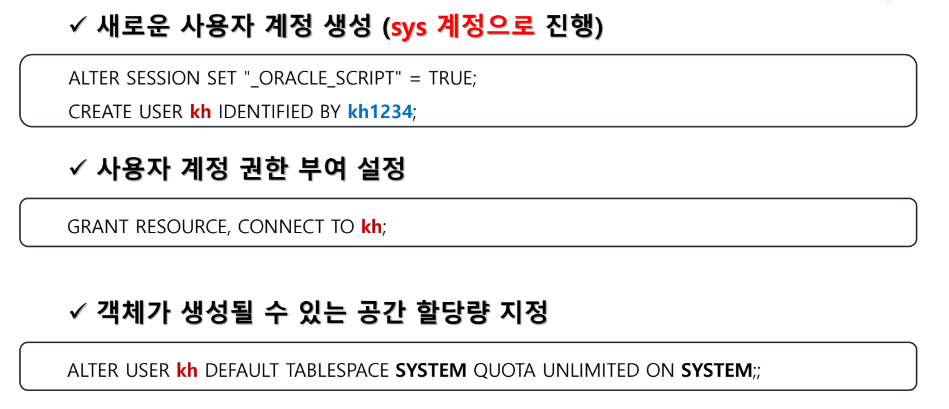 ✓ 새로운 사용자 계정 생성 (sys 계정으로 진행)
ALTER SESSION SET "_ORACLE_SCRIPT" = TRUE;
CREATE USER kh IDENTIFIED BY kh1234;
✓ 사용자 계정 권한 부여 설정
GRANT RESOURCE, CONNECT TO kh;
✓ 객체가 생성될 수 있는 공간 할당량 지정
ALTER USER kh DEFAULT TABLESPACE SYSTEM QUOTA UNLIMITED ON SYSTEM;;